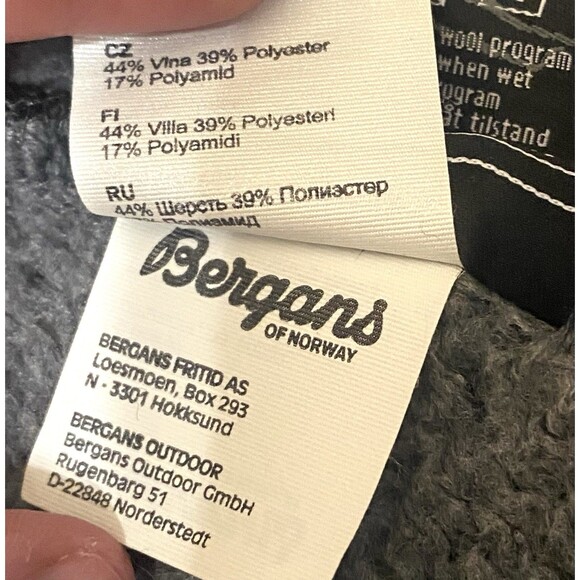 CZ
44% Vlna 39% Polyester
17% Polyamid
FI
44% Villa 39% Polyesteri
17% Polyamidi
RU
44% Шерсть 39% Полиэстер
Полиамид
Bergans
OF NORWAY
BERGANS FRITID AS
Loesmoen, Box 293
N - 3301 Hokksund
BERGANS OUTDOOR
Bergans Outdoor GmbH
Rugenbarg 51
D-22848 Norderstedt
wool program
when wet
tilstand